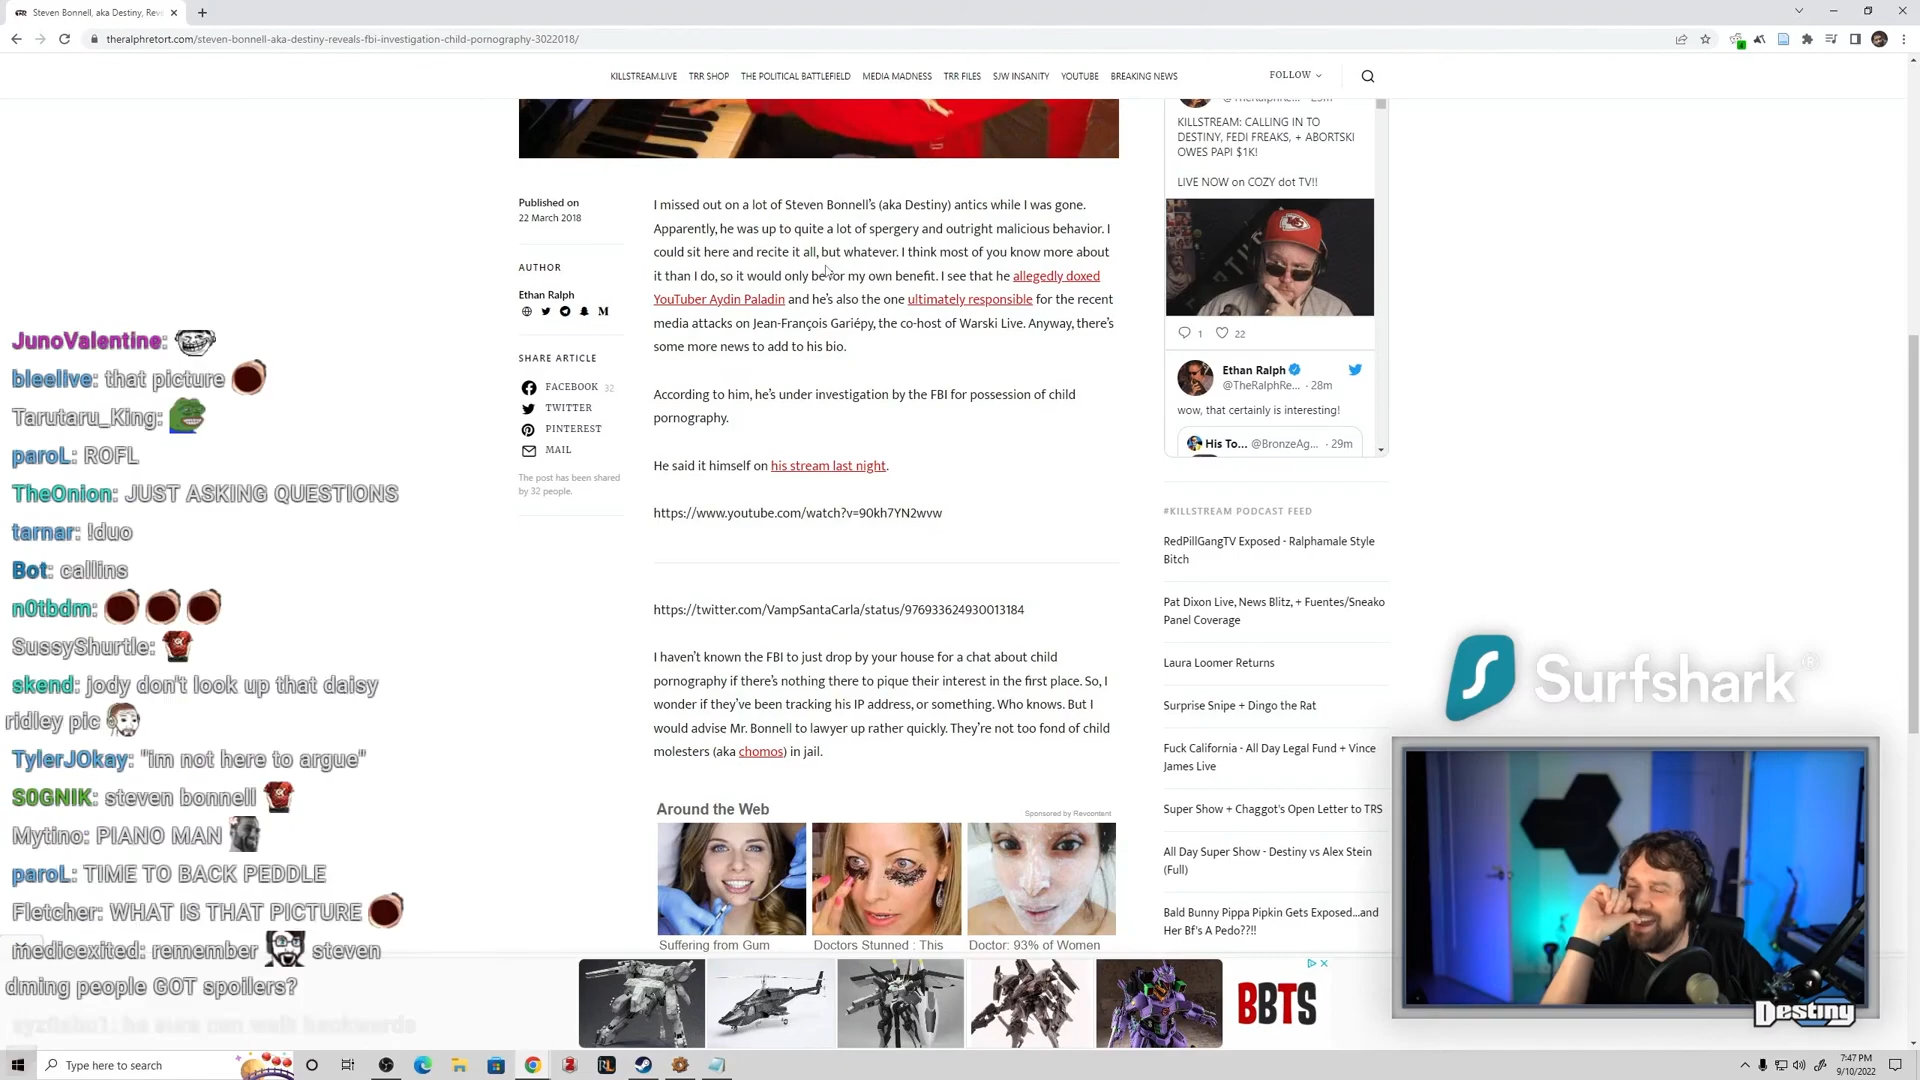 Steven Bonnell, aka Destiny, Reve
theralphretort.com/steven-bonnell-aka-destiny-reveals-fbi-investigation-child-pornography-3022018/
KILLSTREAM.LIVE TRR SHOP THE POLITICAL BATTLEFIELD MEDIA MADNESS TRR FILES SJW INSANITY YOUTUBE BREAKING NEWS FOLLOW
Published on
22 March 2018
AUTHOR
Ethan Ralph
SHARE ARTICLE
FACEBOOK 32
TWITTER
PINTEREST
MAIL
The post has been shared
by 32 people.
I missed out on a lot of Steven Bonnell's (aka Destiny) antics while I was gone.
Apparently, he was up to quite a lot of spergery and outright malicious behavior. I
could sit here and recite it all, but whatever. I think most of you know more about
it than I do, so it would only be for my own benefit. I see that he allegedly doxed
YouTuber Aydin Paladin and he's also the one ultimately responsible for the recent
media attacks on Jean-François Gariépy, the co-host of Warski Live. Anyway, there's
some more news to add to his bio.
According to him, he's under investigation by the FBI for possession of child
pornography.
He said it himself on his stream last night.
https://www.youtube.com/watch?v=90kh7YN2wvw
https://twitter.com/VampSantaCarla/status/976933624930013184
I haven't known the FBI to just drop by your house for a chat about child
pornography if there's nothing there to pique their interest in the first place. So, I
wonder if they've been tracking his IP address, or something. Who knows. But I
would advise Mr. Bonnell to lawyer up rather quickly. They're not too fond of child
molesters (aka chomos) in jail.
Around the Web
Sponsored by Revcontent
Suffering from Gum
Doctors Stunned : This
Doctor: 93% of Women
BBTS
KILLSTREAM: CALLING IN TO
DESTINY, FEDI FREAKS, + ABORTSKI
OWES PAPI $1K!
LIVE NOW on COZY dot TV!!
1 22
Ethan Ralph
@TheRalphRe... · 28m
wow, that certainly is interesting!
His To... @BronzeAg... · 29m
#KILLSTREAM PODCAST FEED
RedPillGangTV Exposed - Ralphamale Style
Bitch
Pat Dixon Live, News Blitz, + Fuentes/Sneako
Panel Coverage
Laura Loomer Returns
Surprise Snipe + Dingo the Rat
Fuck California - All Day Legal Fund + Vince
James Live
Super Show + Chaggot's Open Letter to TRS
All Day Super Show - Destiny vs Alex Stein
(Full)
Bald Bunny Pippa Pipkin Gets Exposed...and
Her Bf's A Pedo??!!
JunoValentine:
bleelive: that picture
Tarutaru_King:
paroL: ROFL
TheOnion: JUST ASKING QUESTIONS
tarnar: !duo
Bot: callins
n0tbdm:
SussyShurtle:
skend: jody don't look up that daisy
ridley pic
TylerJOkay: "im not here to argue"
S0GNIK: steven bonnell
Mytino: PIANO MAN
paroL: TIME TO BACK PEDDLE
Fletcher: WHAT IS THAT PICTURE
medicexited: remember steven
dming people GOT spoilers?
Surfshark®
Destiny
Type here to search
7:47 PM
9/10/2022